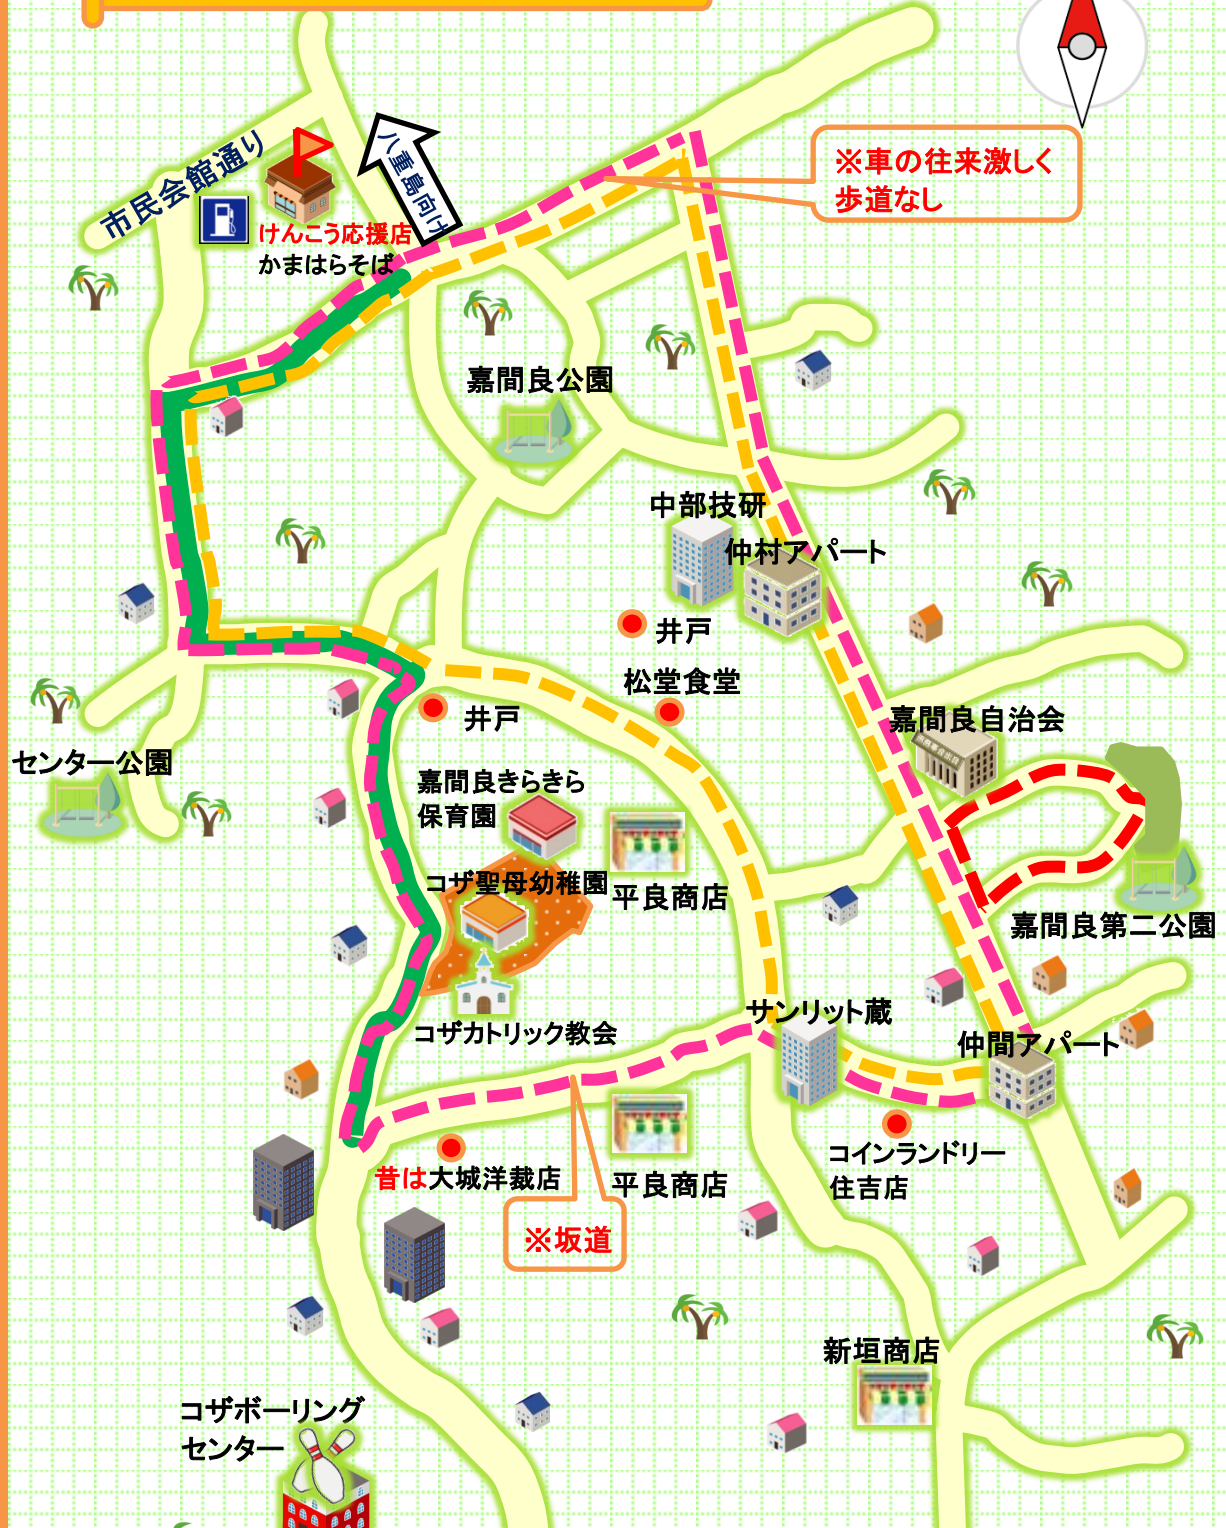 ※車の往来激しく
歩道なし
市民会館通り
八重島向け
けんこう応援店
かまはらそば
嘉間良公園
中部技研
仲村アパート
井戸
松堂食堂
井戸
嘉間良自治会
センター公園
嘉間良きらきら
保育園
コザ聖母幼稚園
平良商店
嘉間良第二公園
サンリット蔵
コザカトリック教会
仲間アパート
コインランドリー
住吉店
昔は大城洋裁店
平良商店
※坂道
新垣商店
コザボーリング
センター